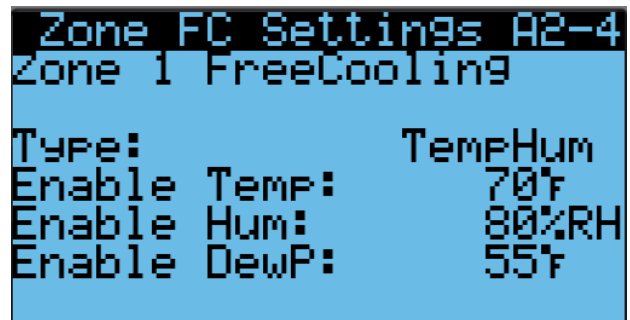 Zone FC Settings A2-4
Zone 1 FreeCooling
Type: TempHum
Enable Temp: 70°F
Enable Hum: 80%RH
Enable DewP: 55°F